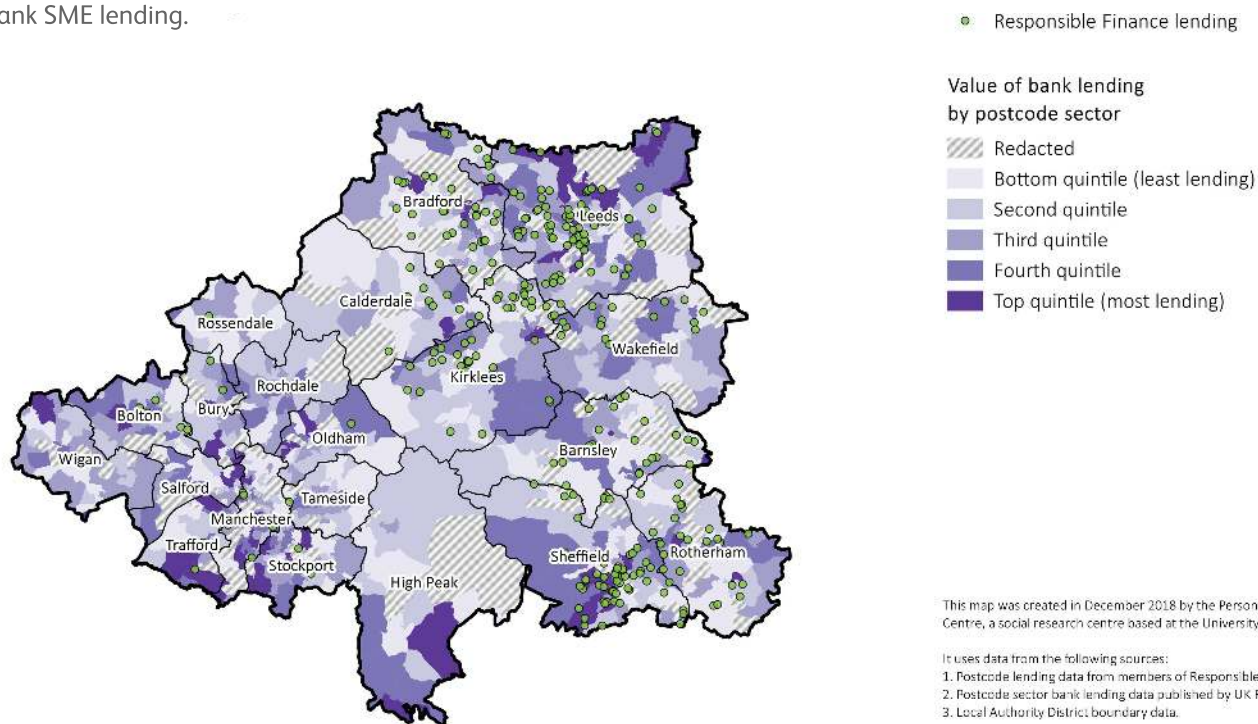 ank SME lending.
Responsible Finance lending
Value of bank lending
by postcode sector
Redacted
Bottom quintile (least lending)
Second quintile
Third quintile
Fourth quintile
Top quintile (most lending)
Bradford
Leeds
Calderdale
Rossendale
Wakefield
Kirklees
Rochdale
Bolton
Bury
Oldham
Barnsley
Wigan
Salford
Tameside
Manchester
Trafford
Stockport
Sheffield
Rotherham
High Peak
This map was created in December 2018 by the Person
Centre, a social research centre based at the University
It uses data from the following sources:
1. Postcode lending data from members of Responsible
2. Postcode sector bank lending data published by UK F
3. Local Authority District boundary data.